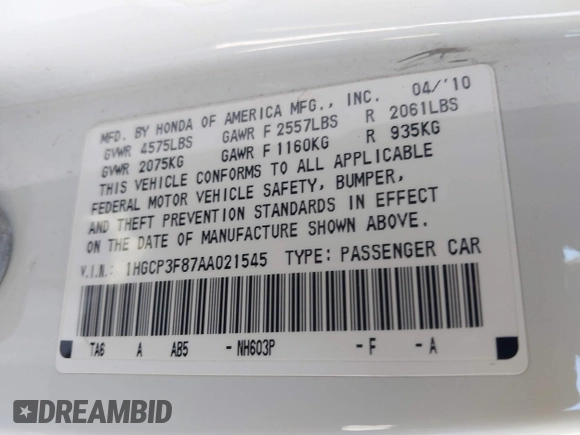 MFD. BY HONDA OF AMERICA MFG., INC. 04/'10
GVWR 4575LBS GAWR F 2557LBS R 2061LBS
GVWR 2075KG GAWR F 1160KG R 935KG
THIS VEHICLE CONFORMS TO ALL APPLICABLE
FEDERAL MOTOR VEHICLE SAFETY, BUMPER,
AND THEFT PREVENTION STANDARDS IN EFFECT
ON THE DATE OF MANUFACTURE SHOWN ABOVE.
V.I.N.: 1HGCP3F87AA021545 TYPE: PASSENGER CAR
TA6 A AB5 - NH603P - F - A
DREAMBID